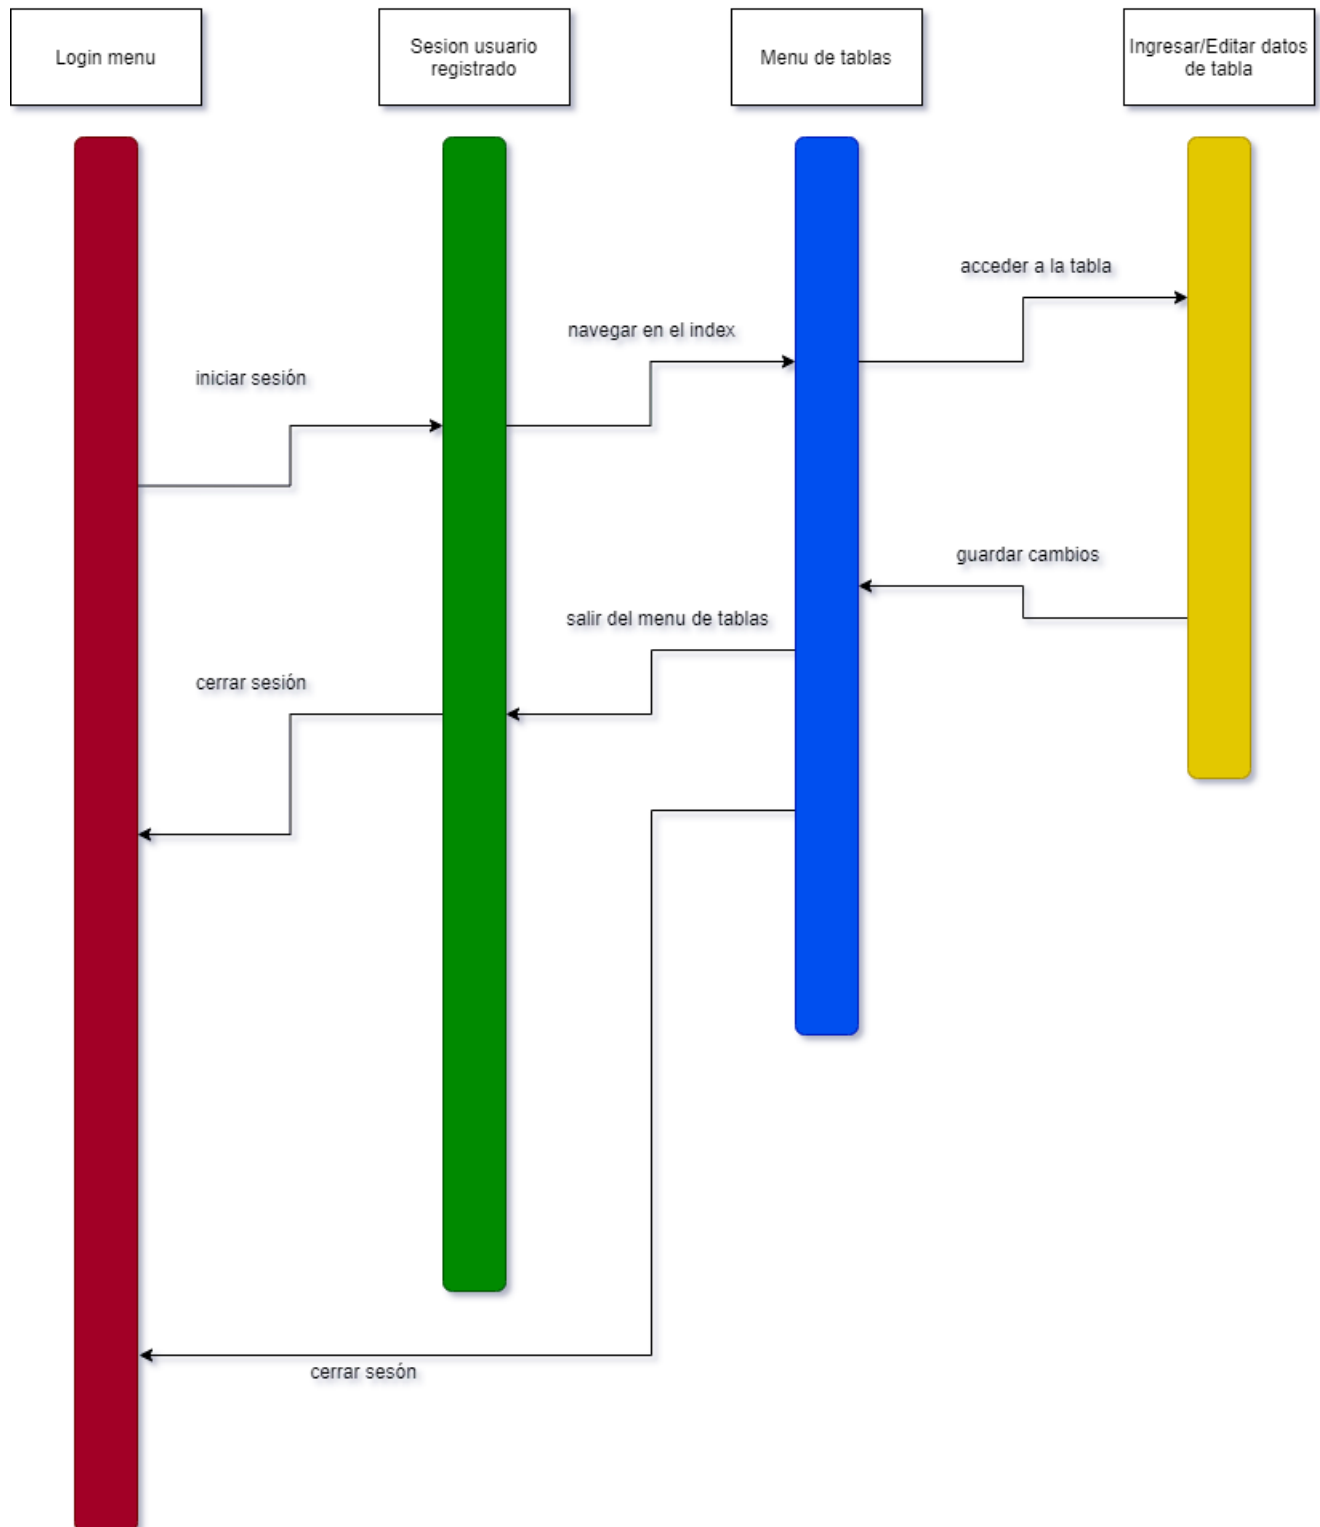 Login menu
Sesion usuario
registrado
Menu de tablas
Ingresar/Editar datos
de tabla
acceder a la tabla
navegar en el index
iniciar sesión
guardar cambios
salir del menu de tablas
cerrar sesión
cerrar sesón